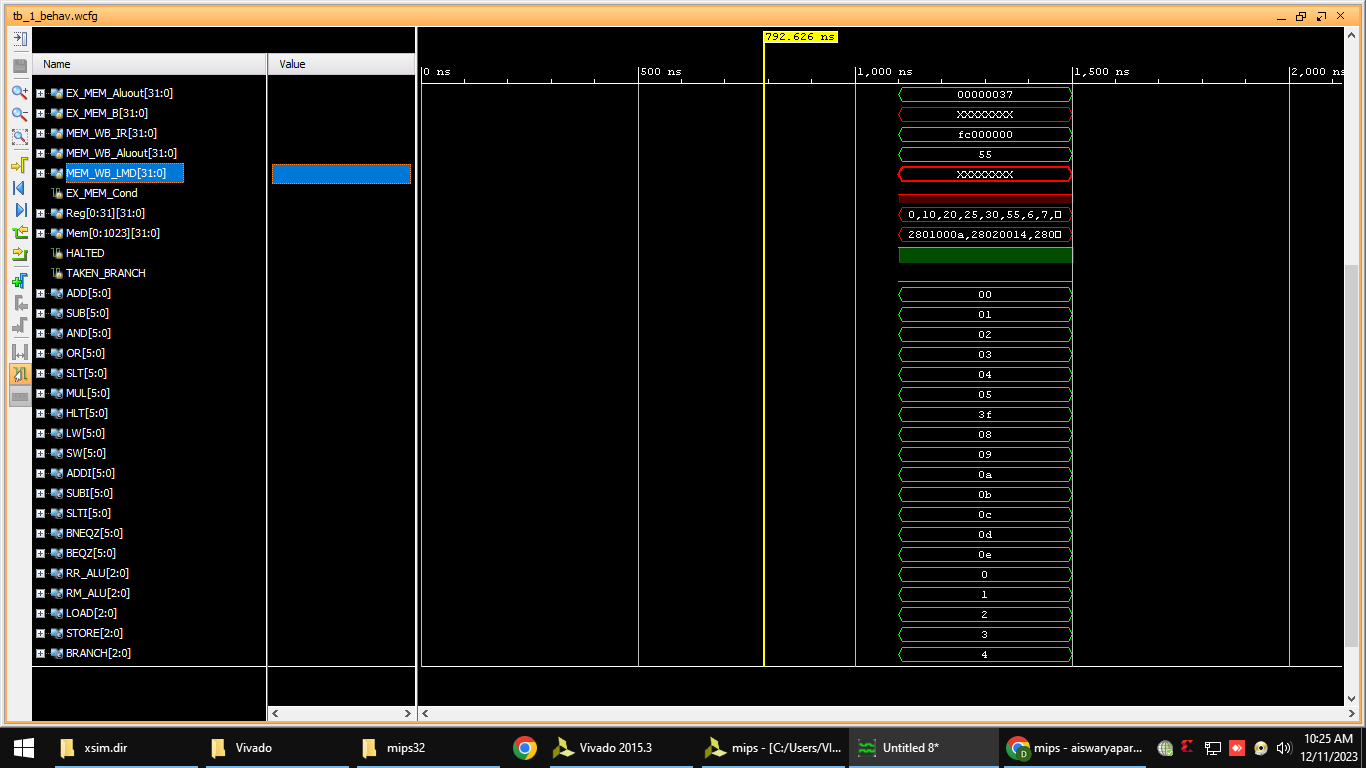 tb_1_behav.wcfg
792.626 ns
Name Value
0 ns 500 ns 1,000 ns 1,500 ns 2,000 ns
EX_MEM_Aluout[31:0] 00000037
EX_MEM_B[31:0] XXXXXXXX
MEM_WB_IR[31:0] fc000000
MEM_WB_Aluout[31:0] 55
MEM_WB_LMD[31:0] XXXXXXXX
EX_MEM_Cond
Reg[0:31][31:0] 0,10,20,25,30,55,6,7,
Mem[0:1023][31:0] 2801000a,28020014,280
HALTED
TAKEN_BRANCH
ADD[5:0] 00
SUB[5:0] 01
AND[5:0] 02
OR[5:0] 03
SLT[5:0] 04
MUL[5:0] 05
HLT[5:0] 3f
LW[5:0] 08
SW[5:0] 09
ADDI[5:0] 0a
SUBI[5:0] 0b
SLTI[5:0] 0c
BNEQZ[5:0] 0d
BEQZ[5:0] 0e
RR_ALU[2:0] 0
RM_ALU[2:0] 1
LOAD[2:0] 2
STORE[2:0] 3
BRANCH[2:0] 4
xsim.dir Vivado mips32 Vivado 2015.3 mips - [C:/Users/VI... Untitled 8* mips - aiswaryapar... 10:25 AM
12/11/2023